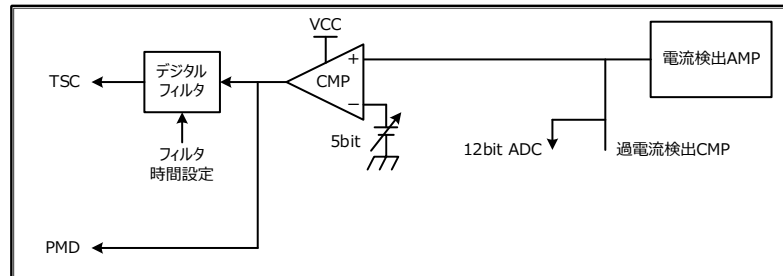 VCC
TSC
デジタル
フィルタ
+
CMP
−
電流検出AMP
5bit
フィルタ
時間設定
12bit ADC
過電流検出CMP
PMD